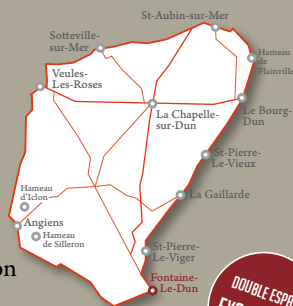 St-Aubin-sur-Mer
Sotteville-
sur-Mer
Hameau
de
Flainville
Veules-
Les-Roses
La Chapelle-
sur-Dun
Le Bourg-
Dun
St-Pierre-
Le-Vieux
Hameau
d'Iclon
La Gaillarde
Angiens
Hameau
de Silleron
St-Pierre-
Le-Viger
on
Fontaine-
Le-Dun
DOUBLE ESPA